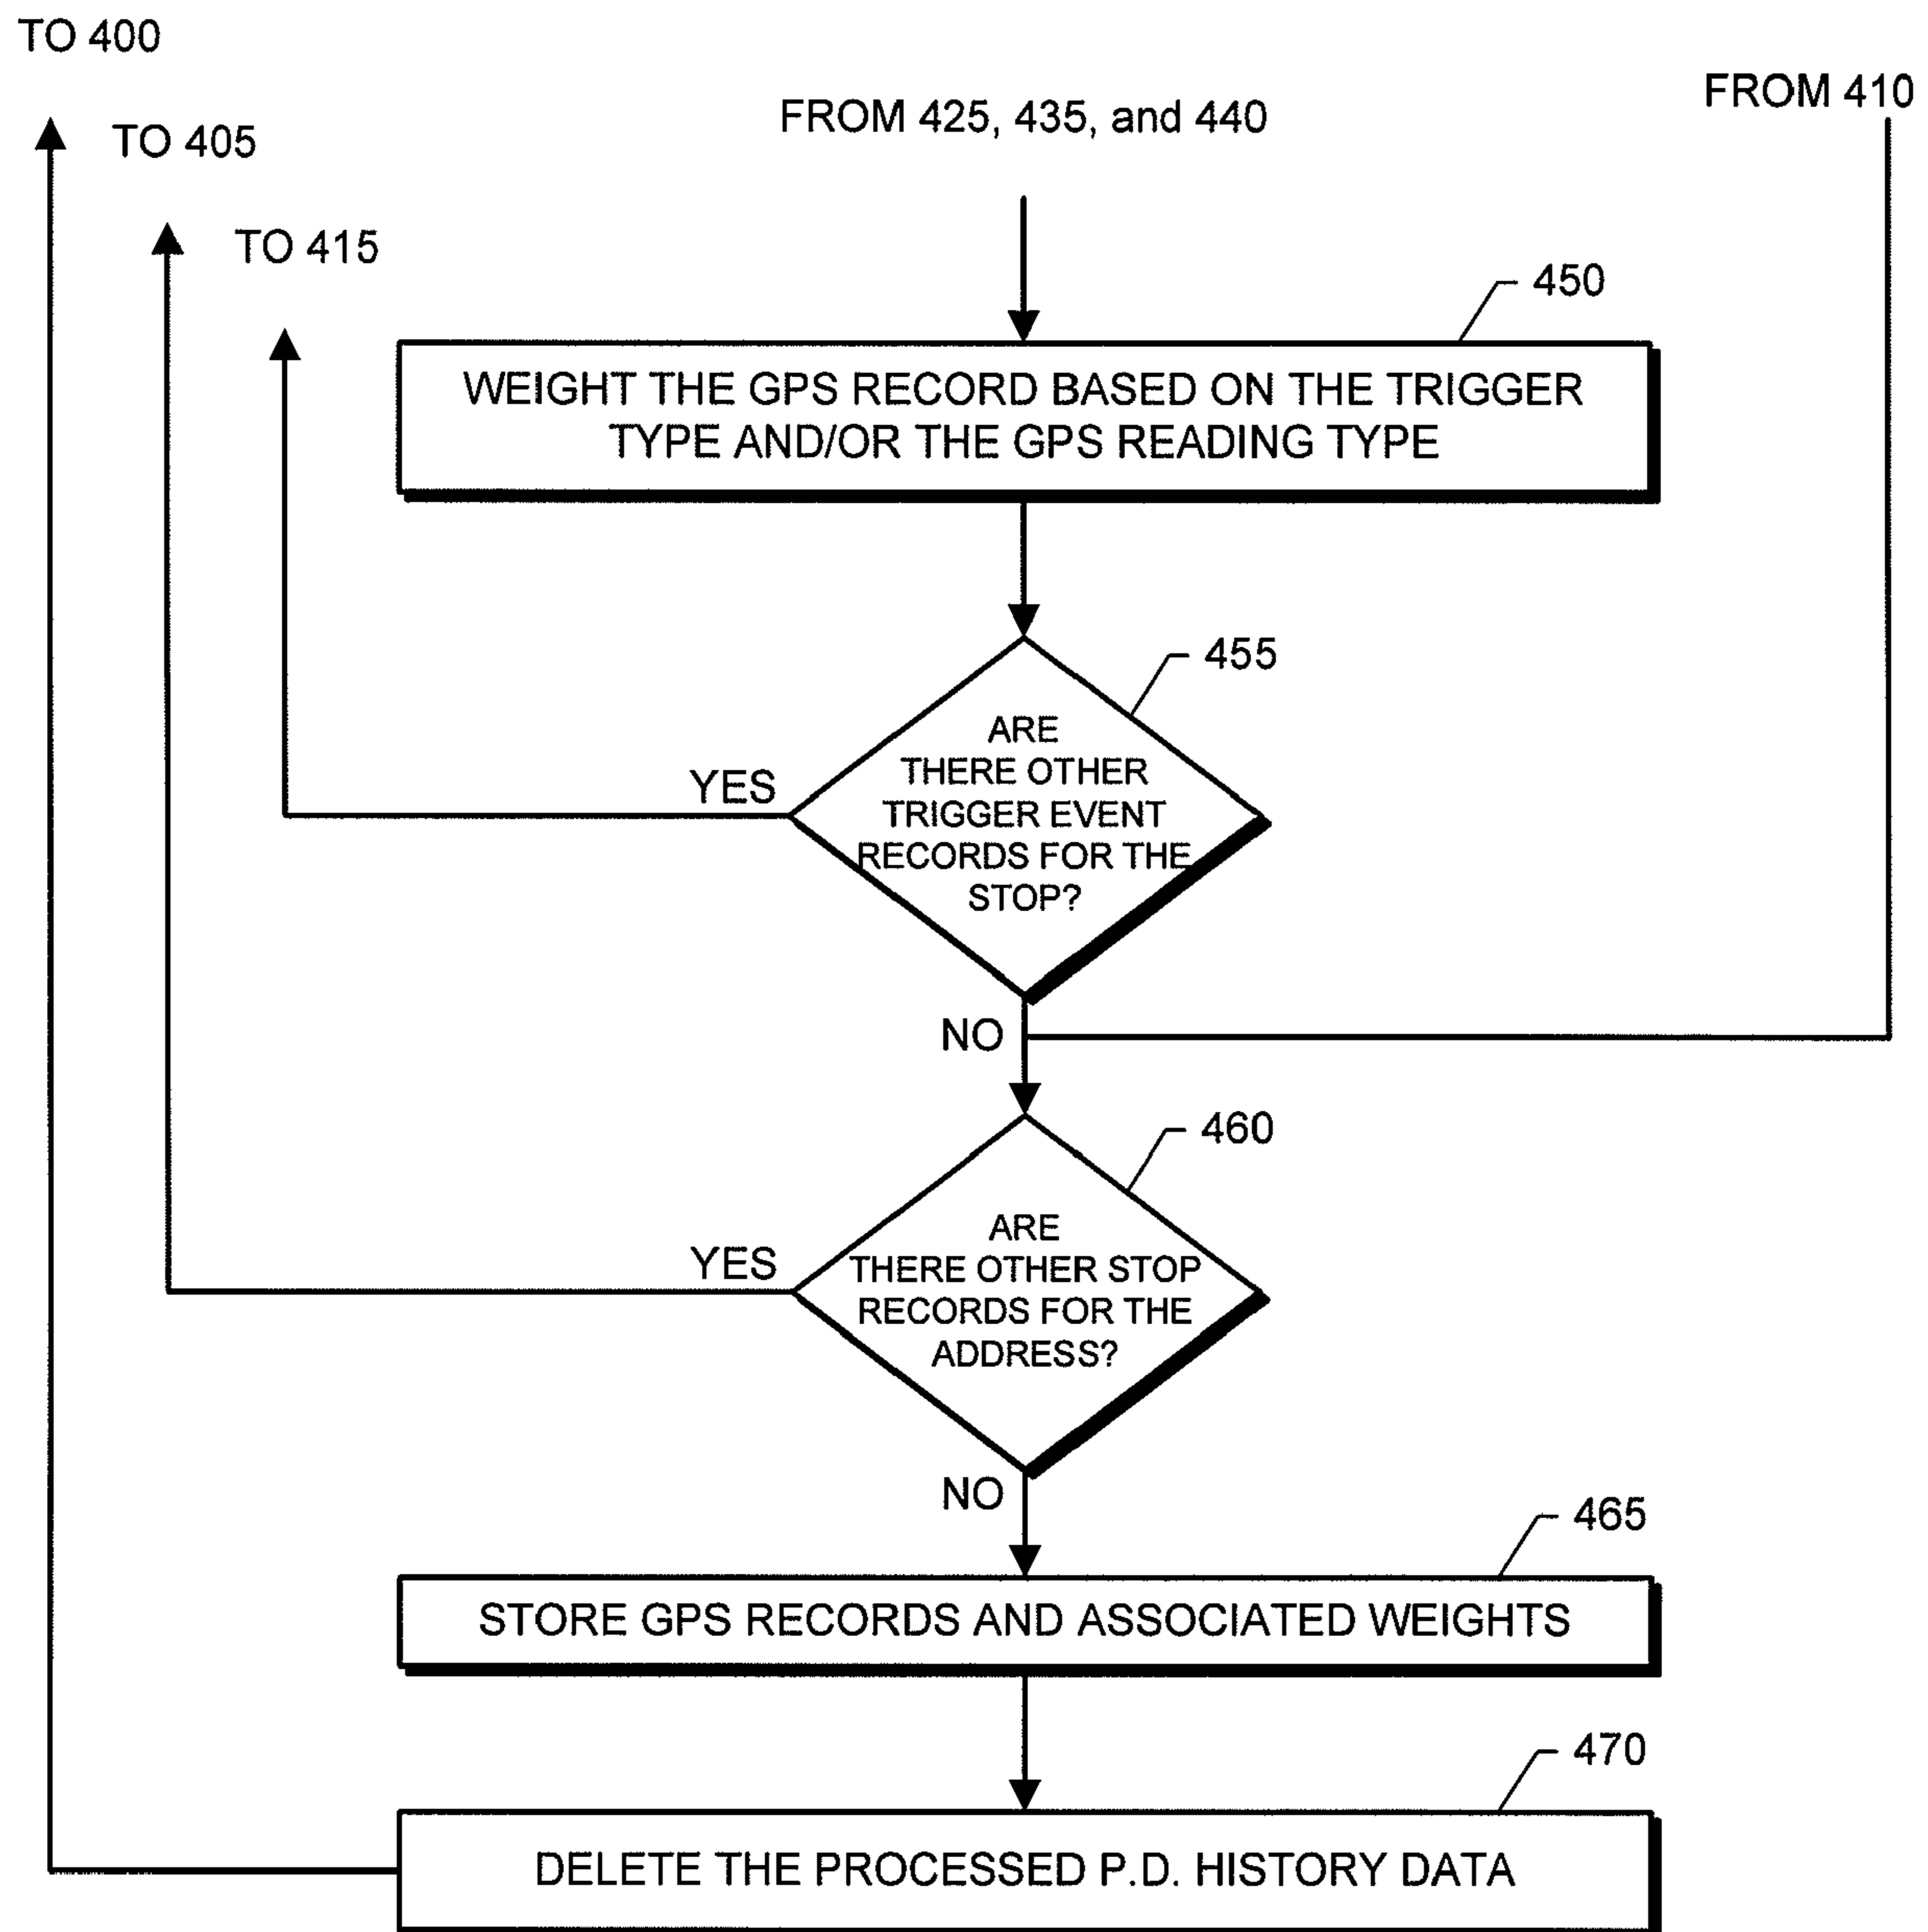 TO 400
FROM 410
FROM 425, 435, and 440
TO 405
TO 415
450
WEIGHT THE GPS RECORD BASED ON THE TRIGGER
TYPE AND/OR THE GPS READING TYPE
455
ARE
THERE OTHER
TRIGGER EVENT
RECORDS FOR THE
STOP?
YES
NO
460
ARE
THERE OTHER STOP
RECORDS FOR THE
ADDRESS?
YES
NO
465
STORE GPS RECORDS AND ASSOCIATED WEIGHTS
470
DELETE THE PROCESSED P.D. HISTORY DATA